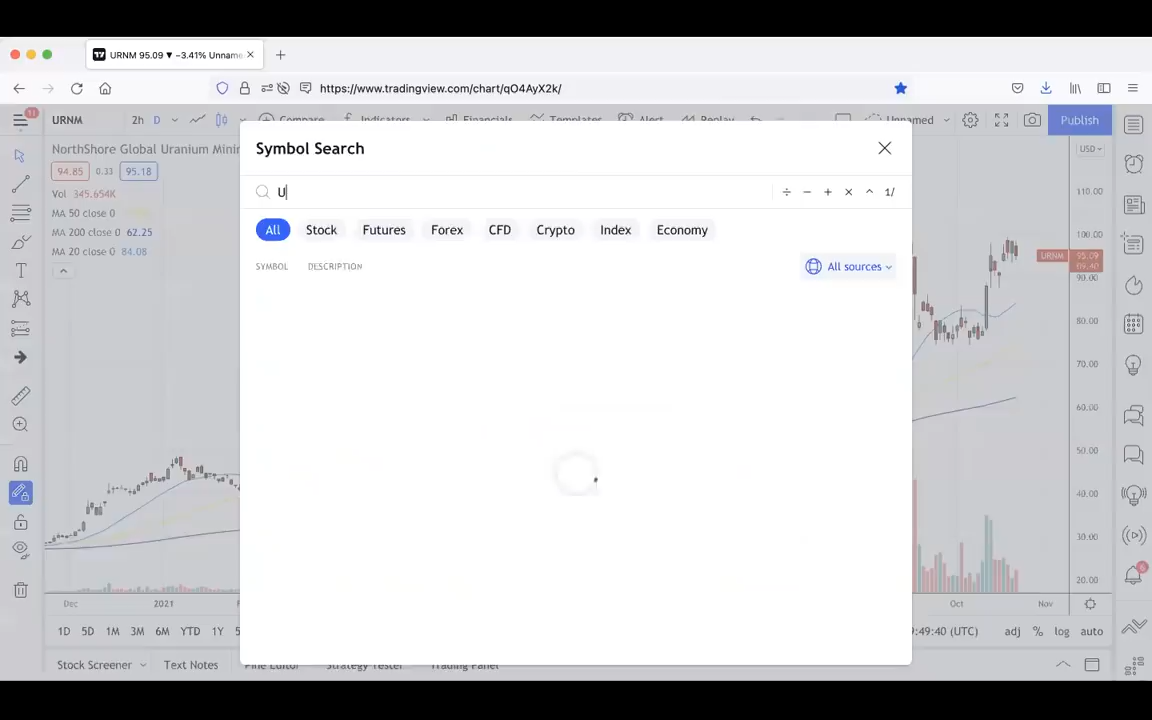 URNM 95.09 ▼ −3.41% Unname
https://www.tradingview.com/chart/qO4AyX2k/
11
URNM
2h
D
Compare
Indicators
Financials
Templates
Alert
Replay
Unnamed
Publish
NorthShore Global Uranium Mini
94.85 0.33 95.18
Vol 345.654K
MA 50 close 0
MA 200 close 0 62.25
MA 20 close 0 84.08
Symbol Search
U
÷ − + × ^ 1/
All
Stock
Futures
Forex
CFD
Crypto
Index
Economy
SYMBOL
DESCRIPTION
All sources
USD
110.00
100.00
URNM 95.09
90.00
80.00
70.00
60.00
50.00
40.00
30.00
20.00
6
Dec
2021
Oct
Nov
1D 5D 1M 3M 6M YTD 1Y 5
9:49:40 (UTC)
adj % log auto
Stock Screener
Text Notes
Pine Editor
Strategy Tester
Trading Panel